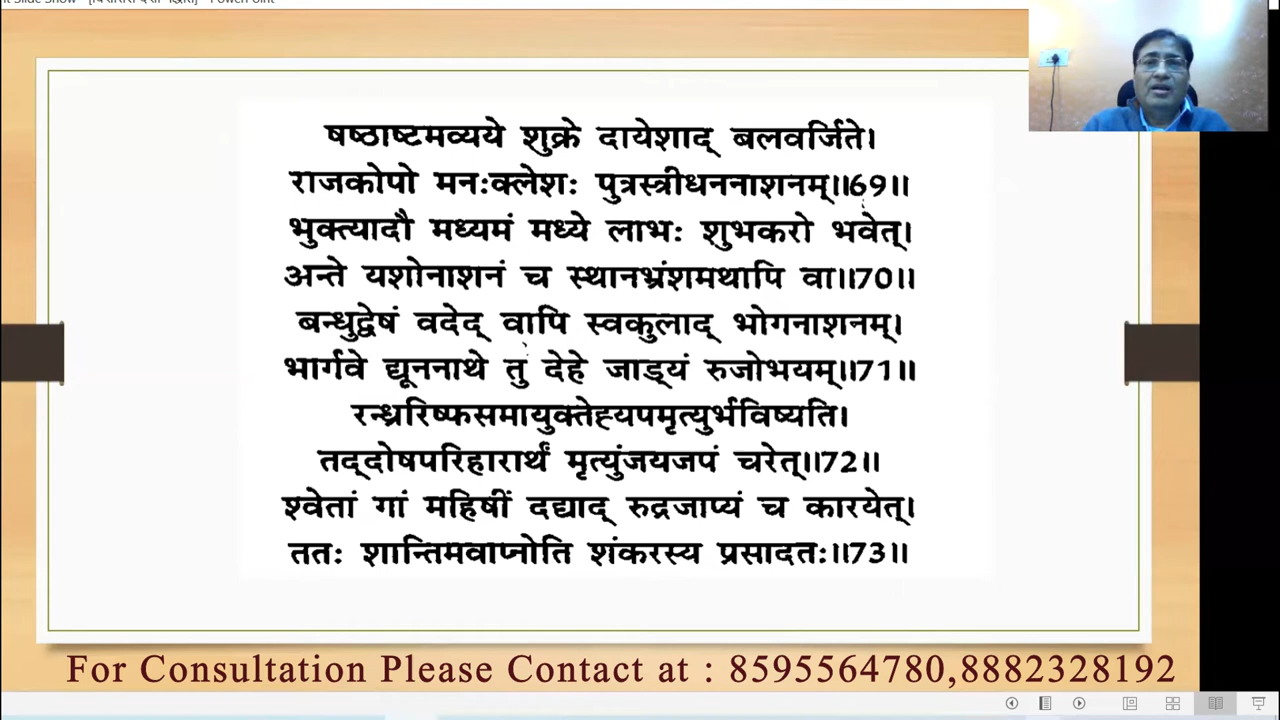 षष्ठाष्टमव्यये शुक्रे दायेशाद् बलवर्जिते।
राजकोपो मनःक्लेशः पुत्रस्त्रीधननाशनम्॥69॥
भुक्त्यादौ मध्यमं मध्ये लाभः शुभकरो भवेत्।
अन्ते यशोनाशनं च स्थानभ्रंशमथापि वा॥70॥
बन्धुद्वेषं वदेद् वापि स्वकुलाद् भोगनाशनम्।
भार्गवे द्यूननाथे तु देहे जाड्यं रुजोभयम्॥71॥
रन्ध्ररिष्फसमायुक्तेह्यपमृत्युर्भविष्यति।
तद्दोषपरिहारार्थं मृत्युंजयजपं चरेत्॥72॥
श्वेतां गां महिषीं दद्याद् रुद्रजाप्यं च कारयेत्।
ततः शान्तिमवाप्नोति शंकरस्य प्रसादतः॥73॥
For Consultation Please Contact at : 8595564780,8882328192